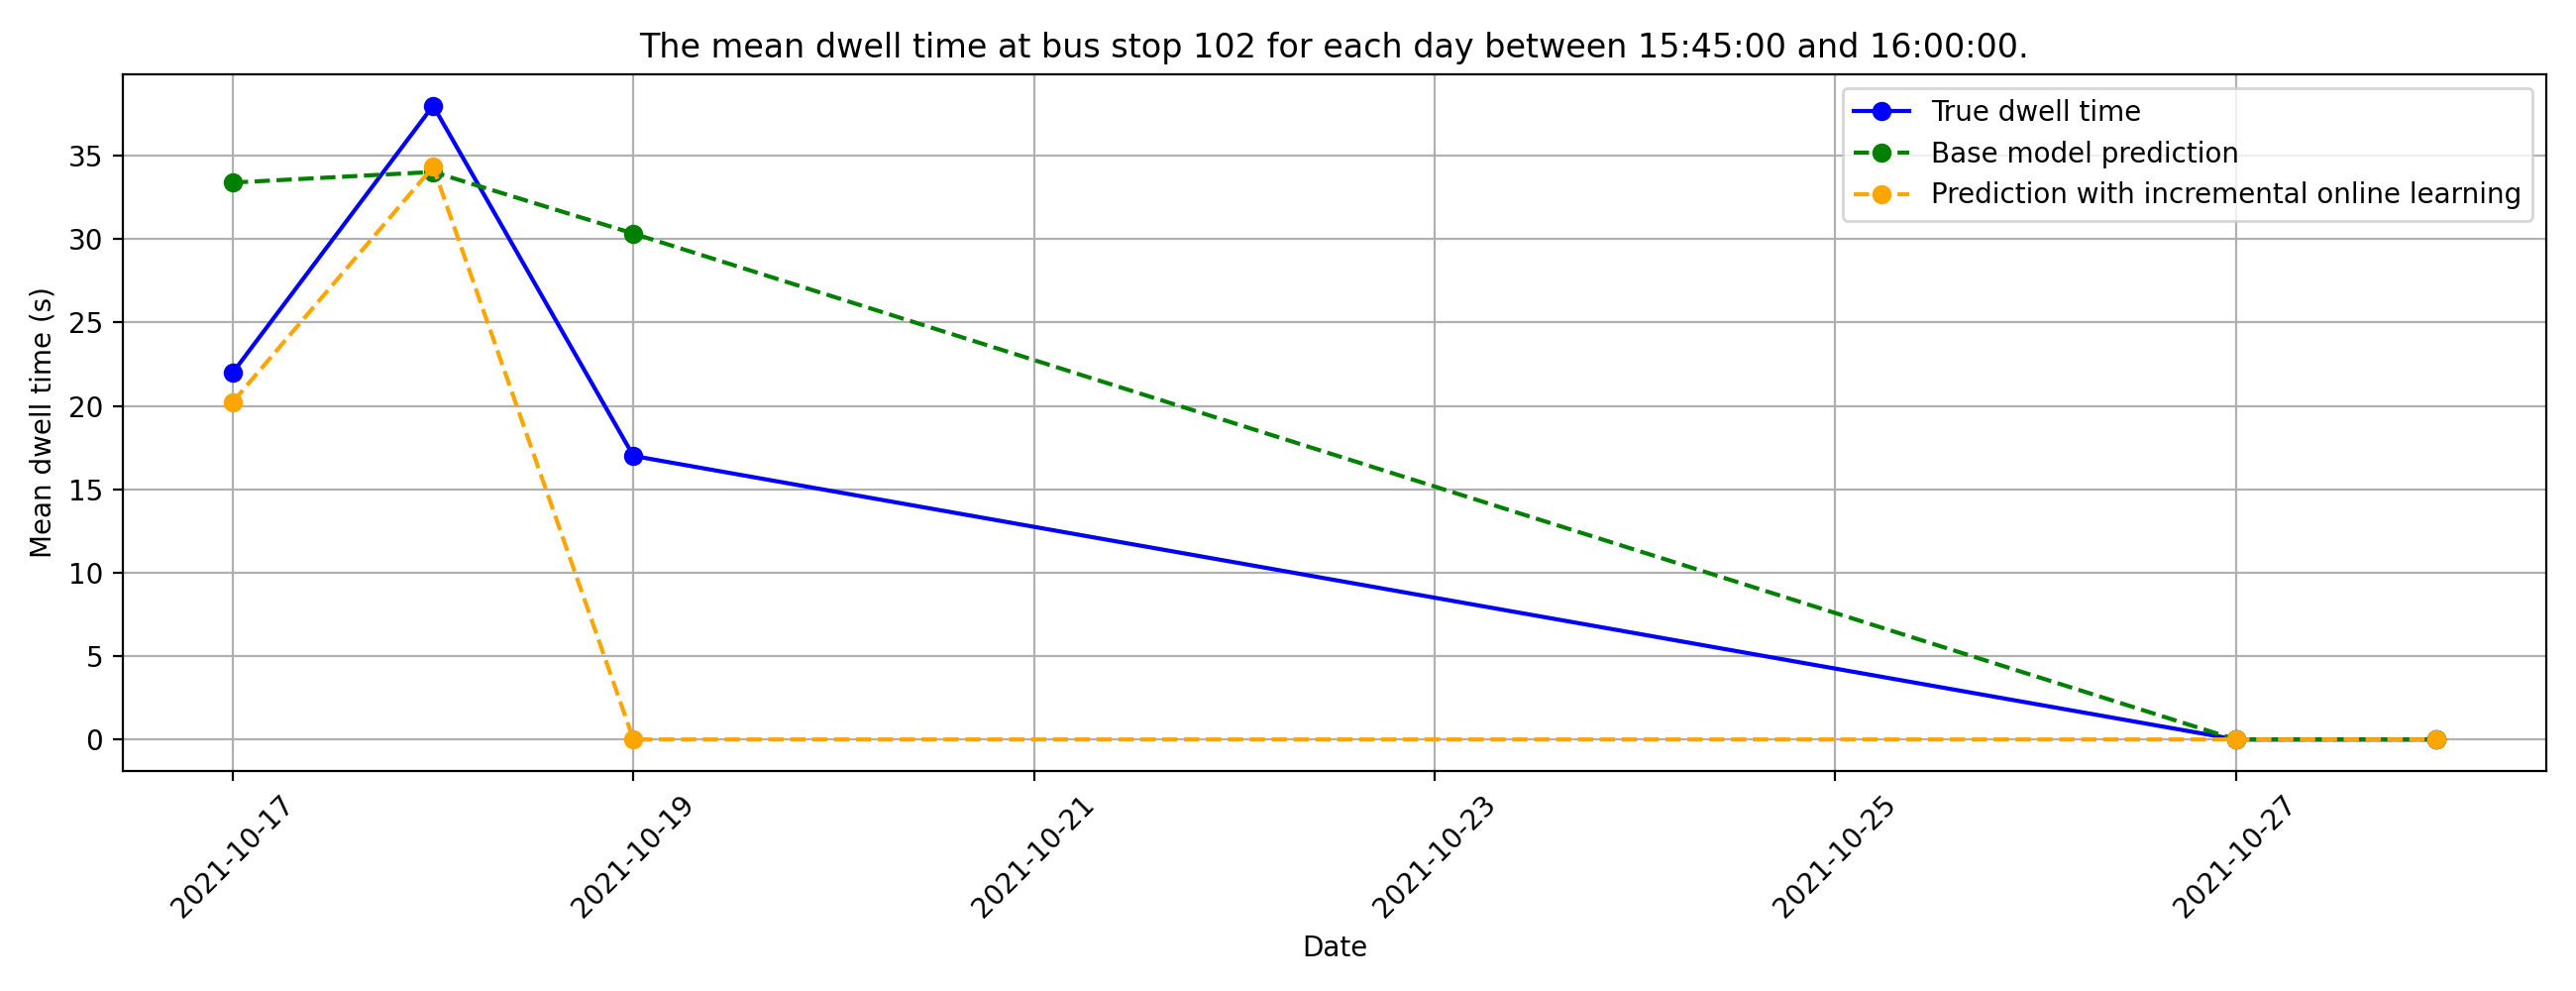 The mean dwell time at bus stop 102 for each day between 15:45:00 and 16:00:00.
True dwell time
Base model prediction
Prediction with incremental online learning
Mean dwell time (s)
35
30
25
20
15
10
5
0
2021-10-17
2021-10-19
2021-10-21
2021-10-23
2021-10-25
2021-10-27
Date